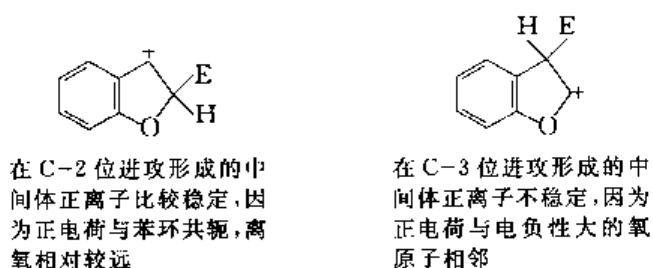 +
E
H
O
在 C-2 位进攻形成的中
间体正离子比较稳定,因
为正电荷与苯环共轭,离
氧相对较远
H E
+
O
在 C-3 位进攻形成的中
间体正离子不稳定,因为
正电荷与电负性大的氧
原子相邻